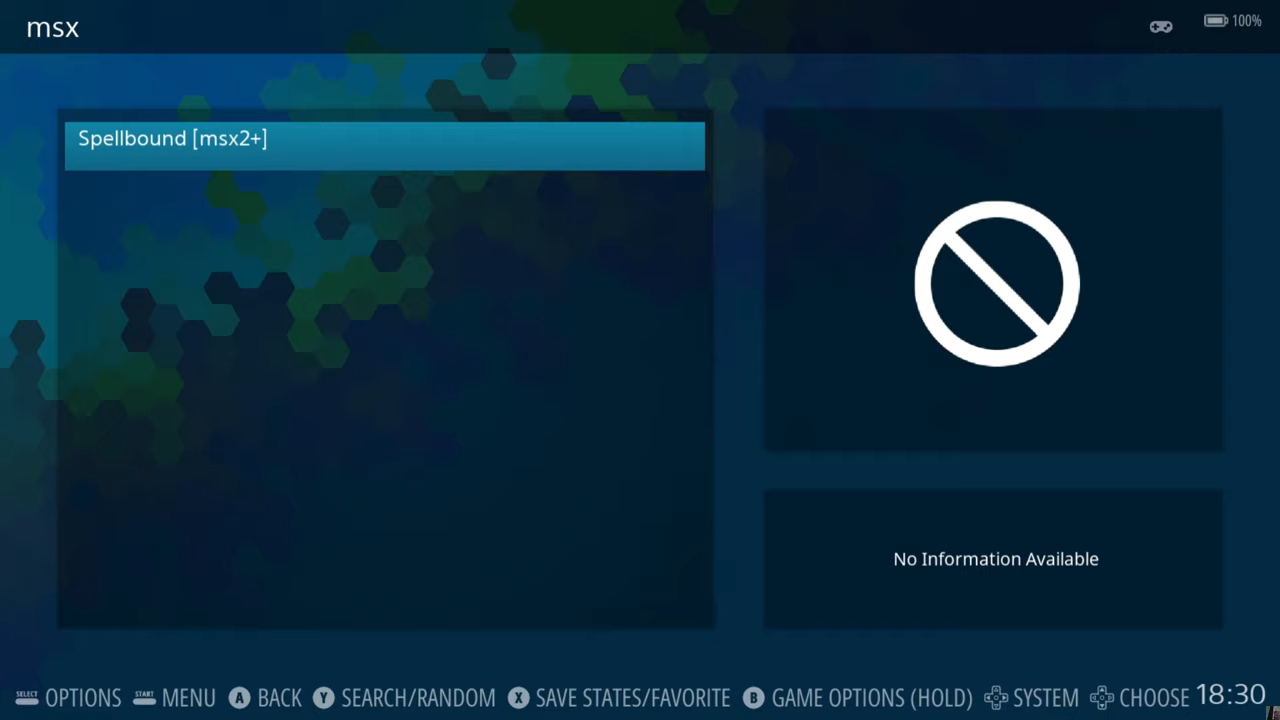 msx
100%
Spellbound [msx2+]
No Information Available
SELECT OPTIONS START MENU A BACK Y SEARCH/RANDOM X SAVE STATES/FAVORITE B GAME OPTIONS (HOLD) SYSTEM CHOOSE 18:30